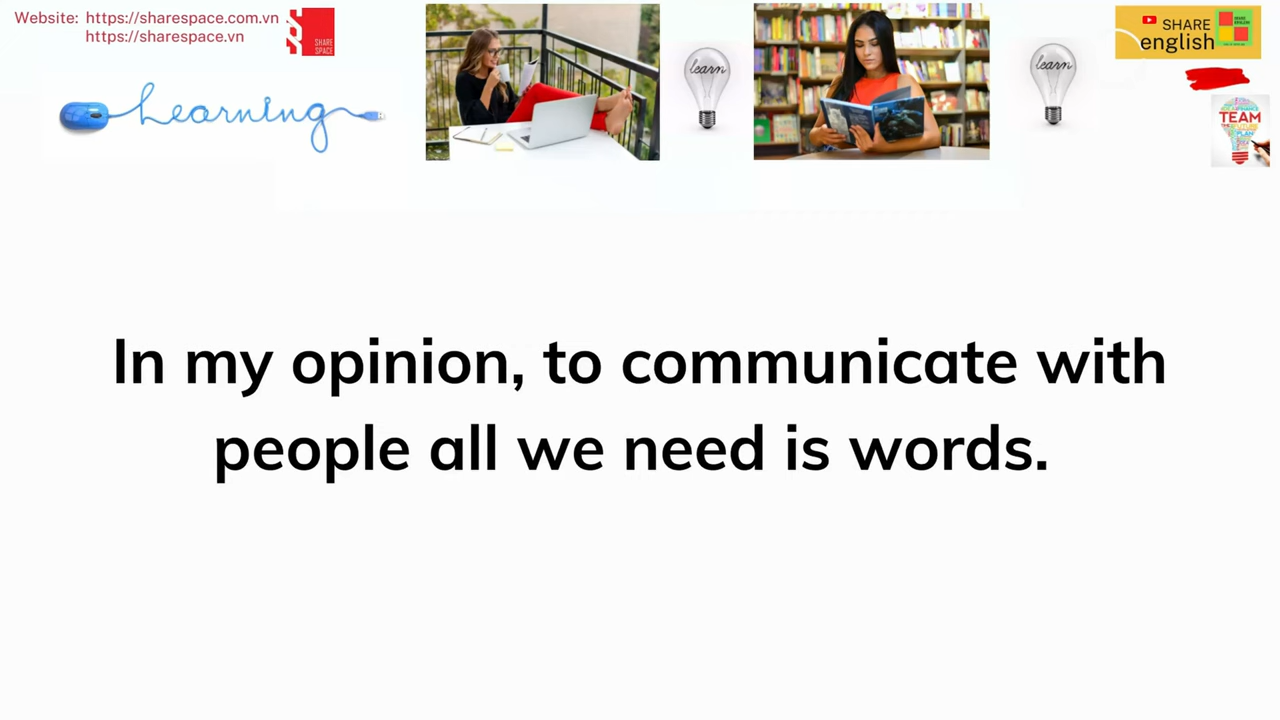 Website: https://sharespace.com.vn
https://sharespace.vn
SHARE
SPACE
Learning
learn
learn
SHARE
english
TEAM
PLAN
In my opinion, to communicate with
people all we need is words.